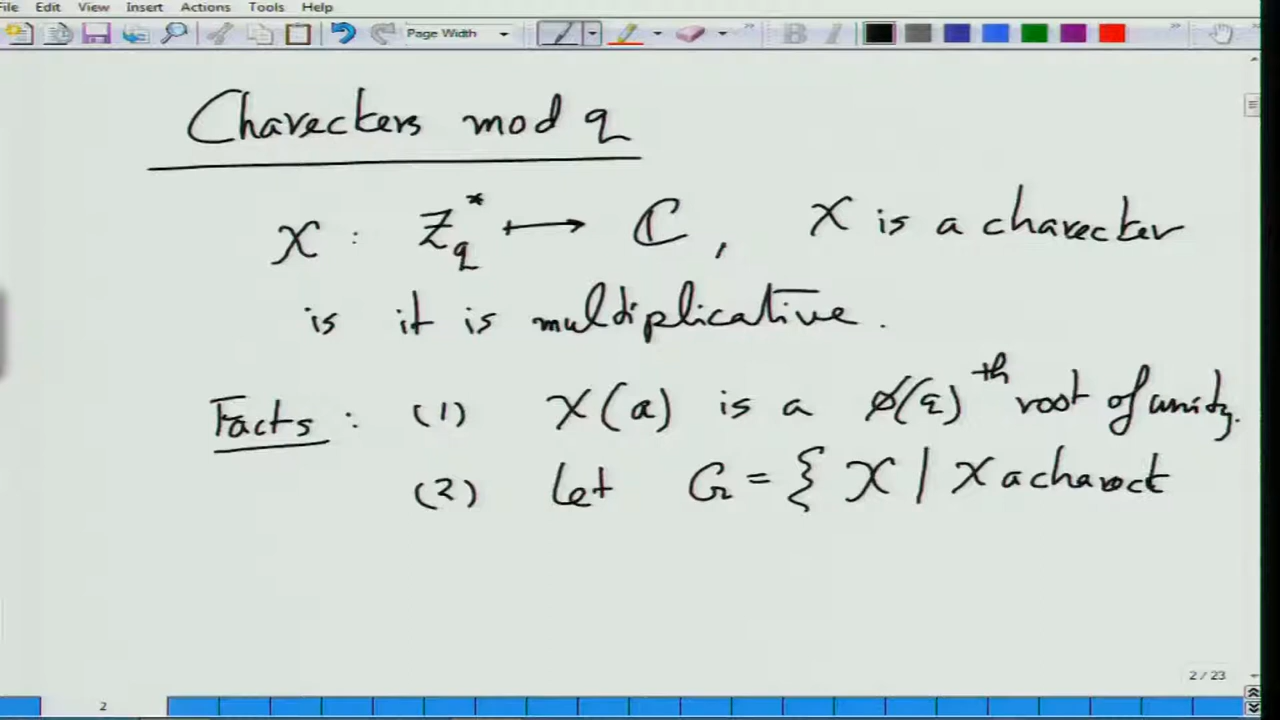 File Edit View Insert Actions Tools Help
Page Width
Charecters mod q
χ : Z_q^* ↦ ℂ, χ is a charecter
is it is multiplicative.
Facts : (1) χ(a) is a φ(q)^th root of unity.
(2) Let G = { χ | χ a charact
2 / 23
2